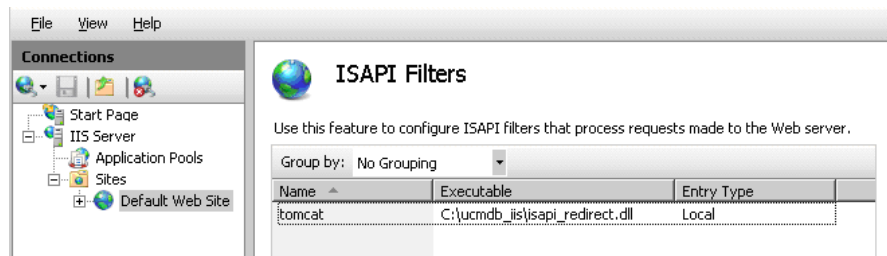 File View Help
Connections
Start Page
IIS Server
Application Pools
Sites
Default Web Site
ISAPI Filters
Use this feature to configure ISAPI filters that process requests made to the Web server.
Group by: No Grouping
Name Executable Entry Type
tomcat C:\ucmdb_iis\isapi_redirect.dll Local